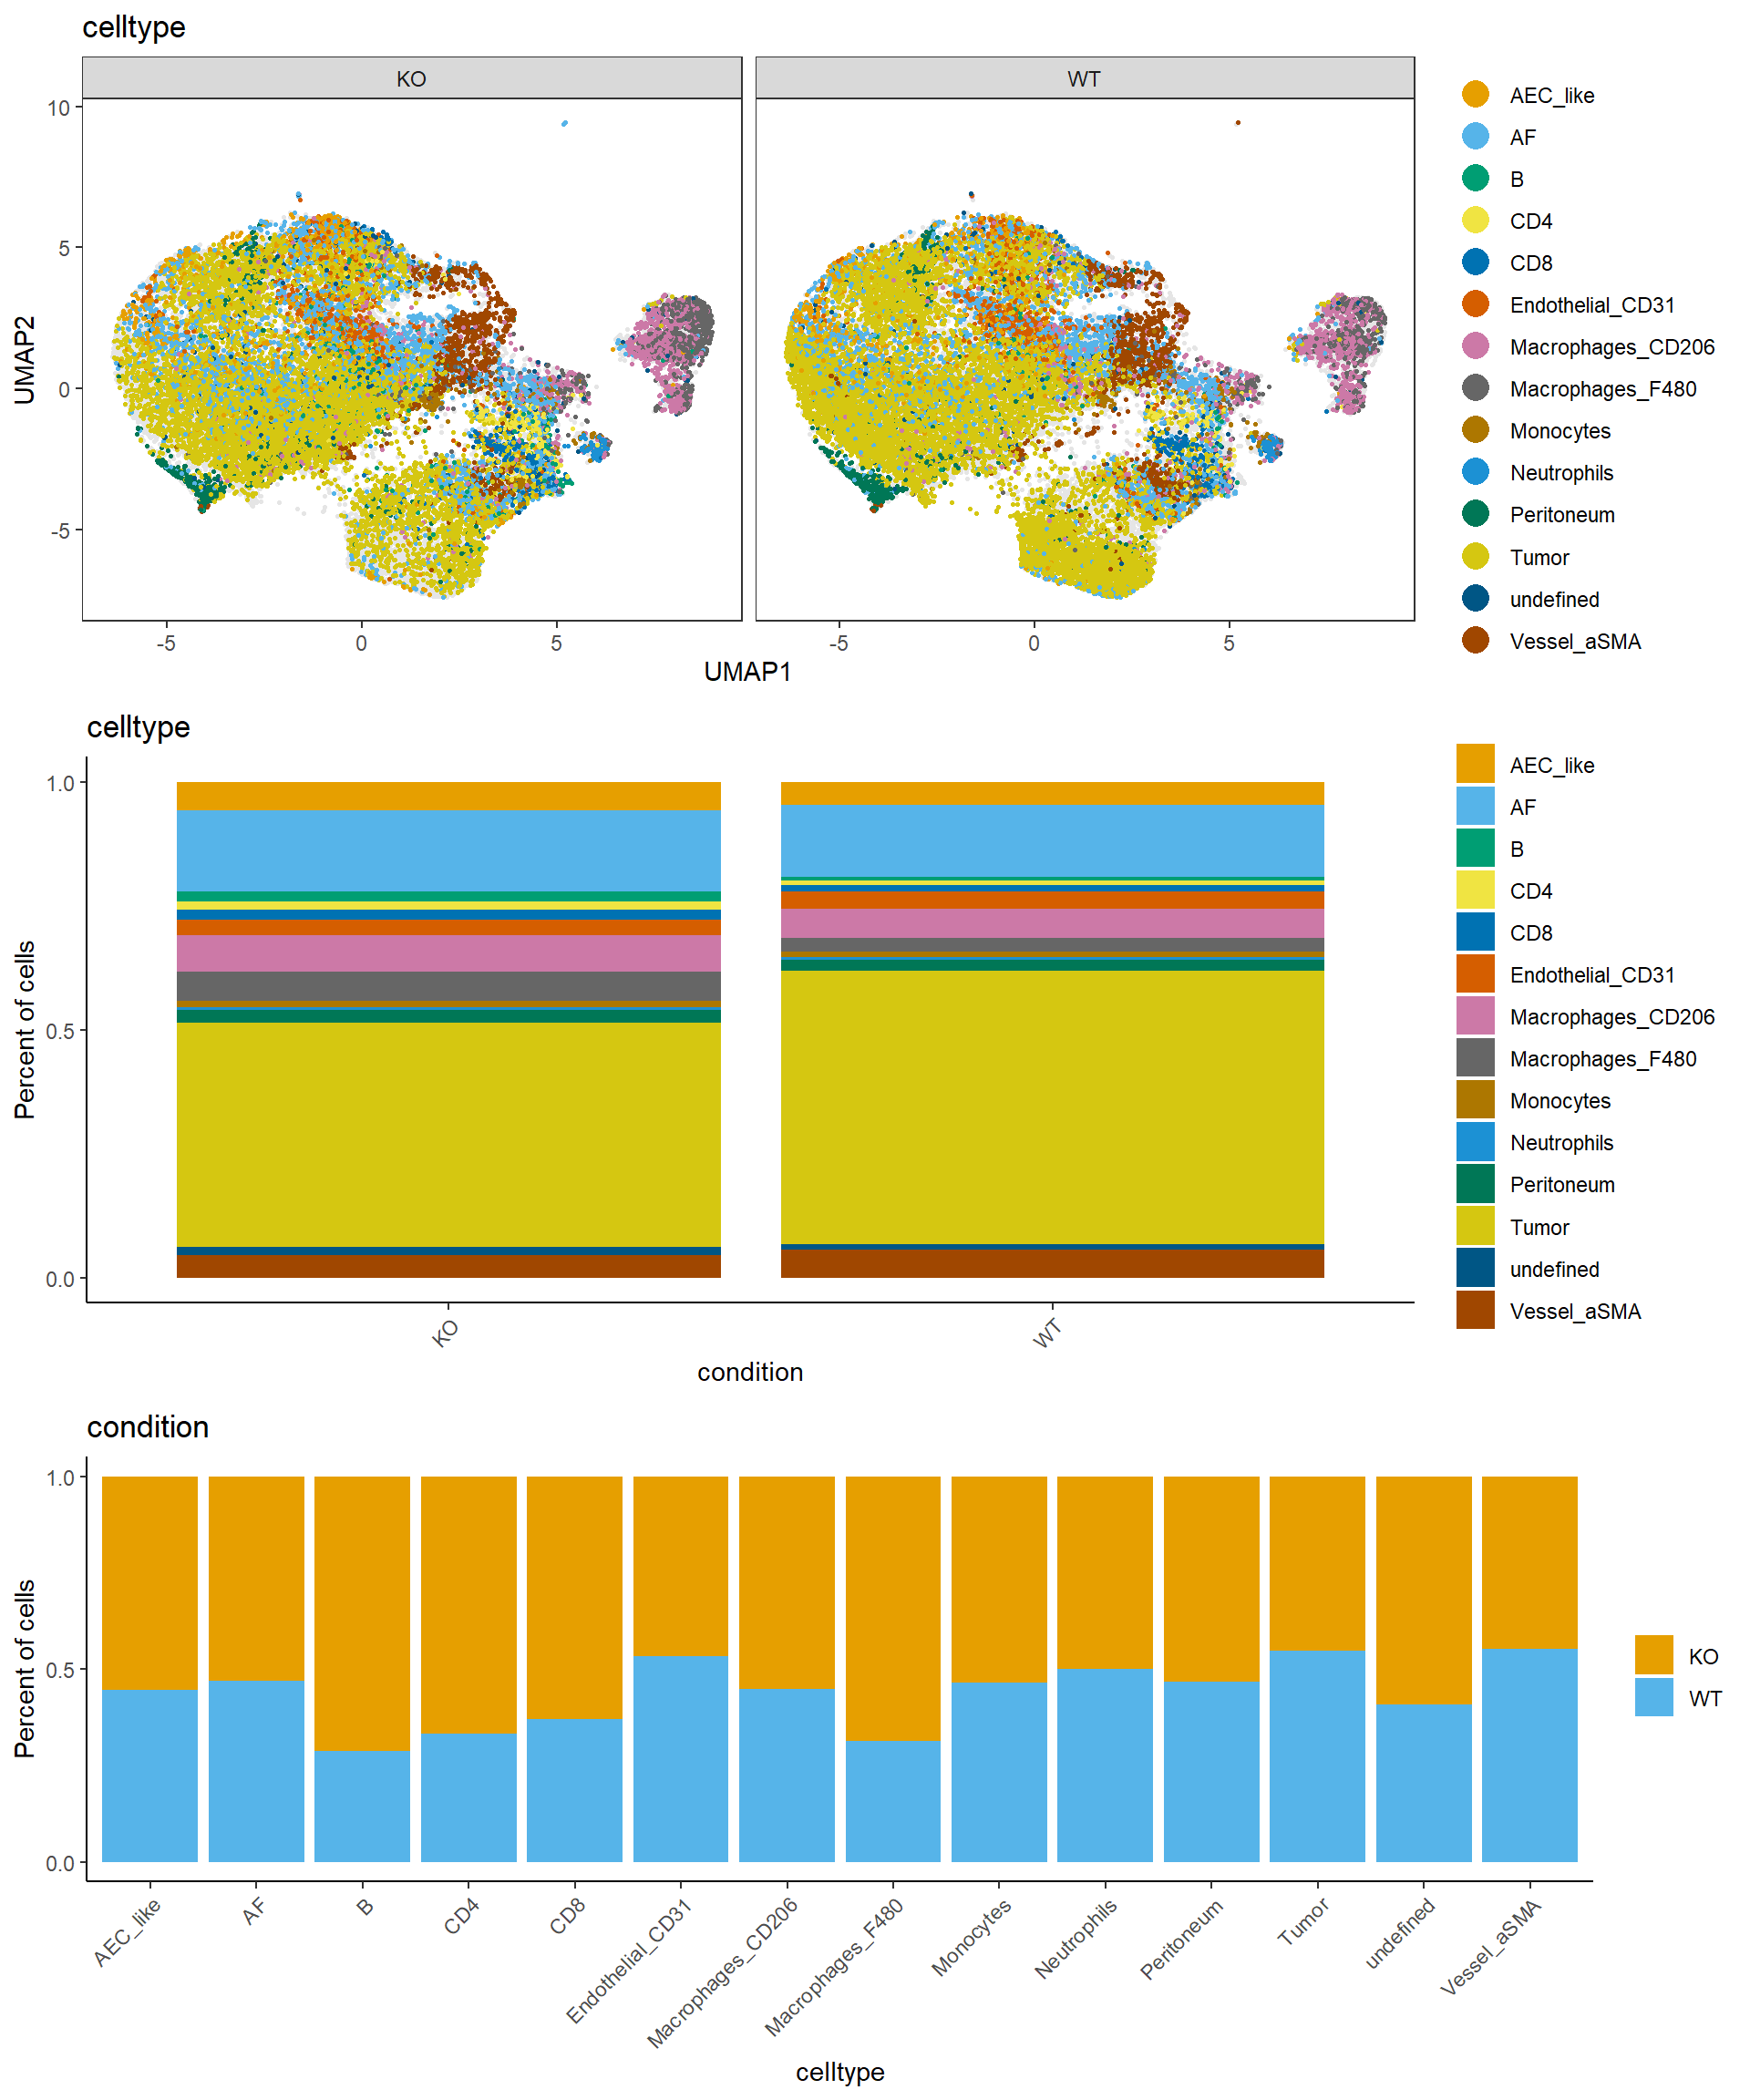 celltype
KO
WT
10
5
0
-5
UMAP2
-5
0
5
-5
0
5
UMAP1
AEC_like
AF
B
CD4
CD8
Endothelial_CD31
Macrophages_CD206
Macrophages_F480
Monocytes
Neutrophils
Peritoneum
Tumor
undefined
Vessel_aSMA
celltype
1.0
0.5
0.0
Percent of cells
KO
WT
condition
AEC_like
AF
B
CD4
CD8
Endothelial_CD31
Macrophages_CD206
Macrophages_F480
Monocytes
Neutrophils
Peritoneum
Tumor
undefined
Vessel_aSMA
condition
1.0
0.5
0.0
Percent of cells
AEC_like
AF
B
CD4
CD8
Endothelial_CD31
Macrophages_CD206
Macrophages_F480
Monocytes
Neutrophils
Peritoneum
Tumor
undefined
Vessel_aSMA
celltype
KO
WT